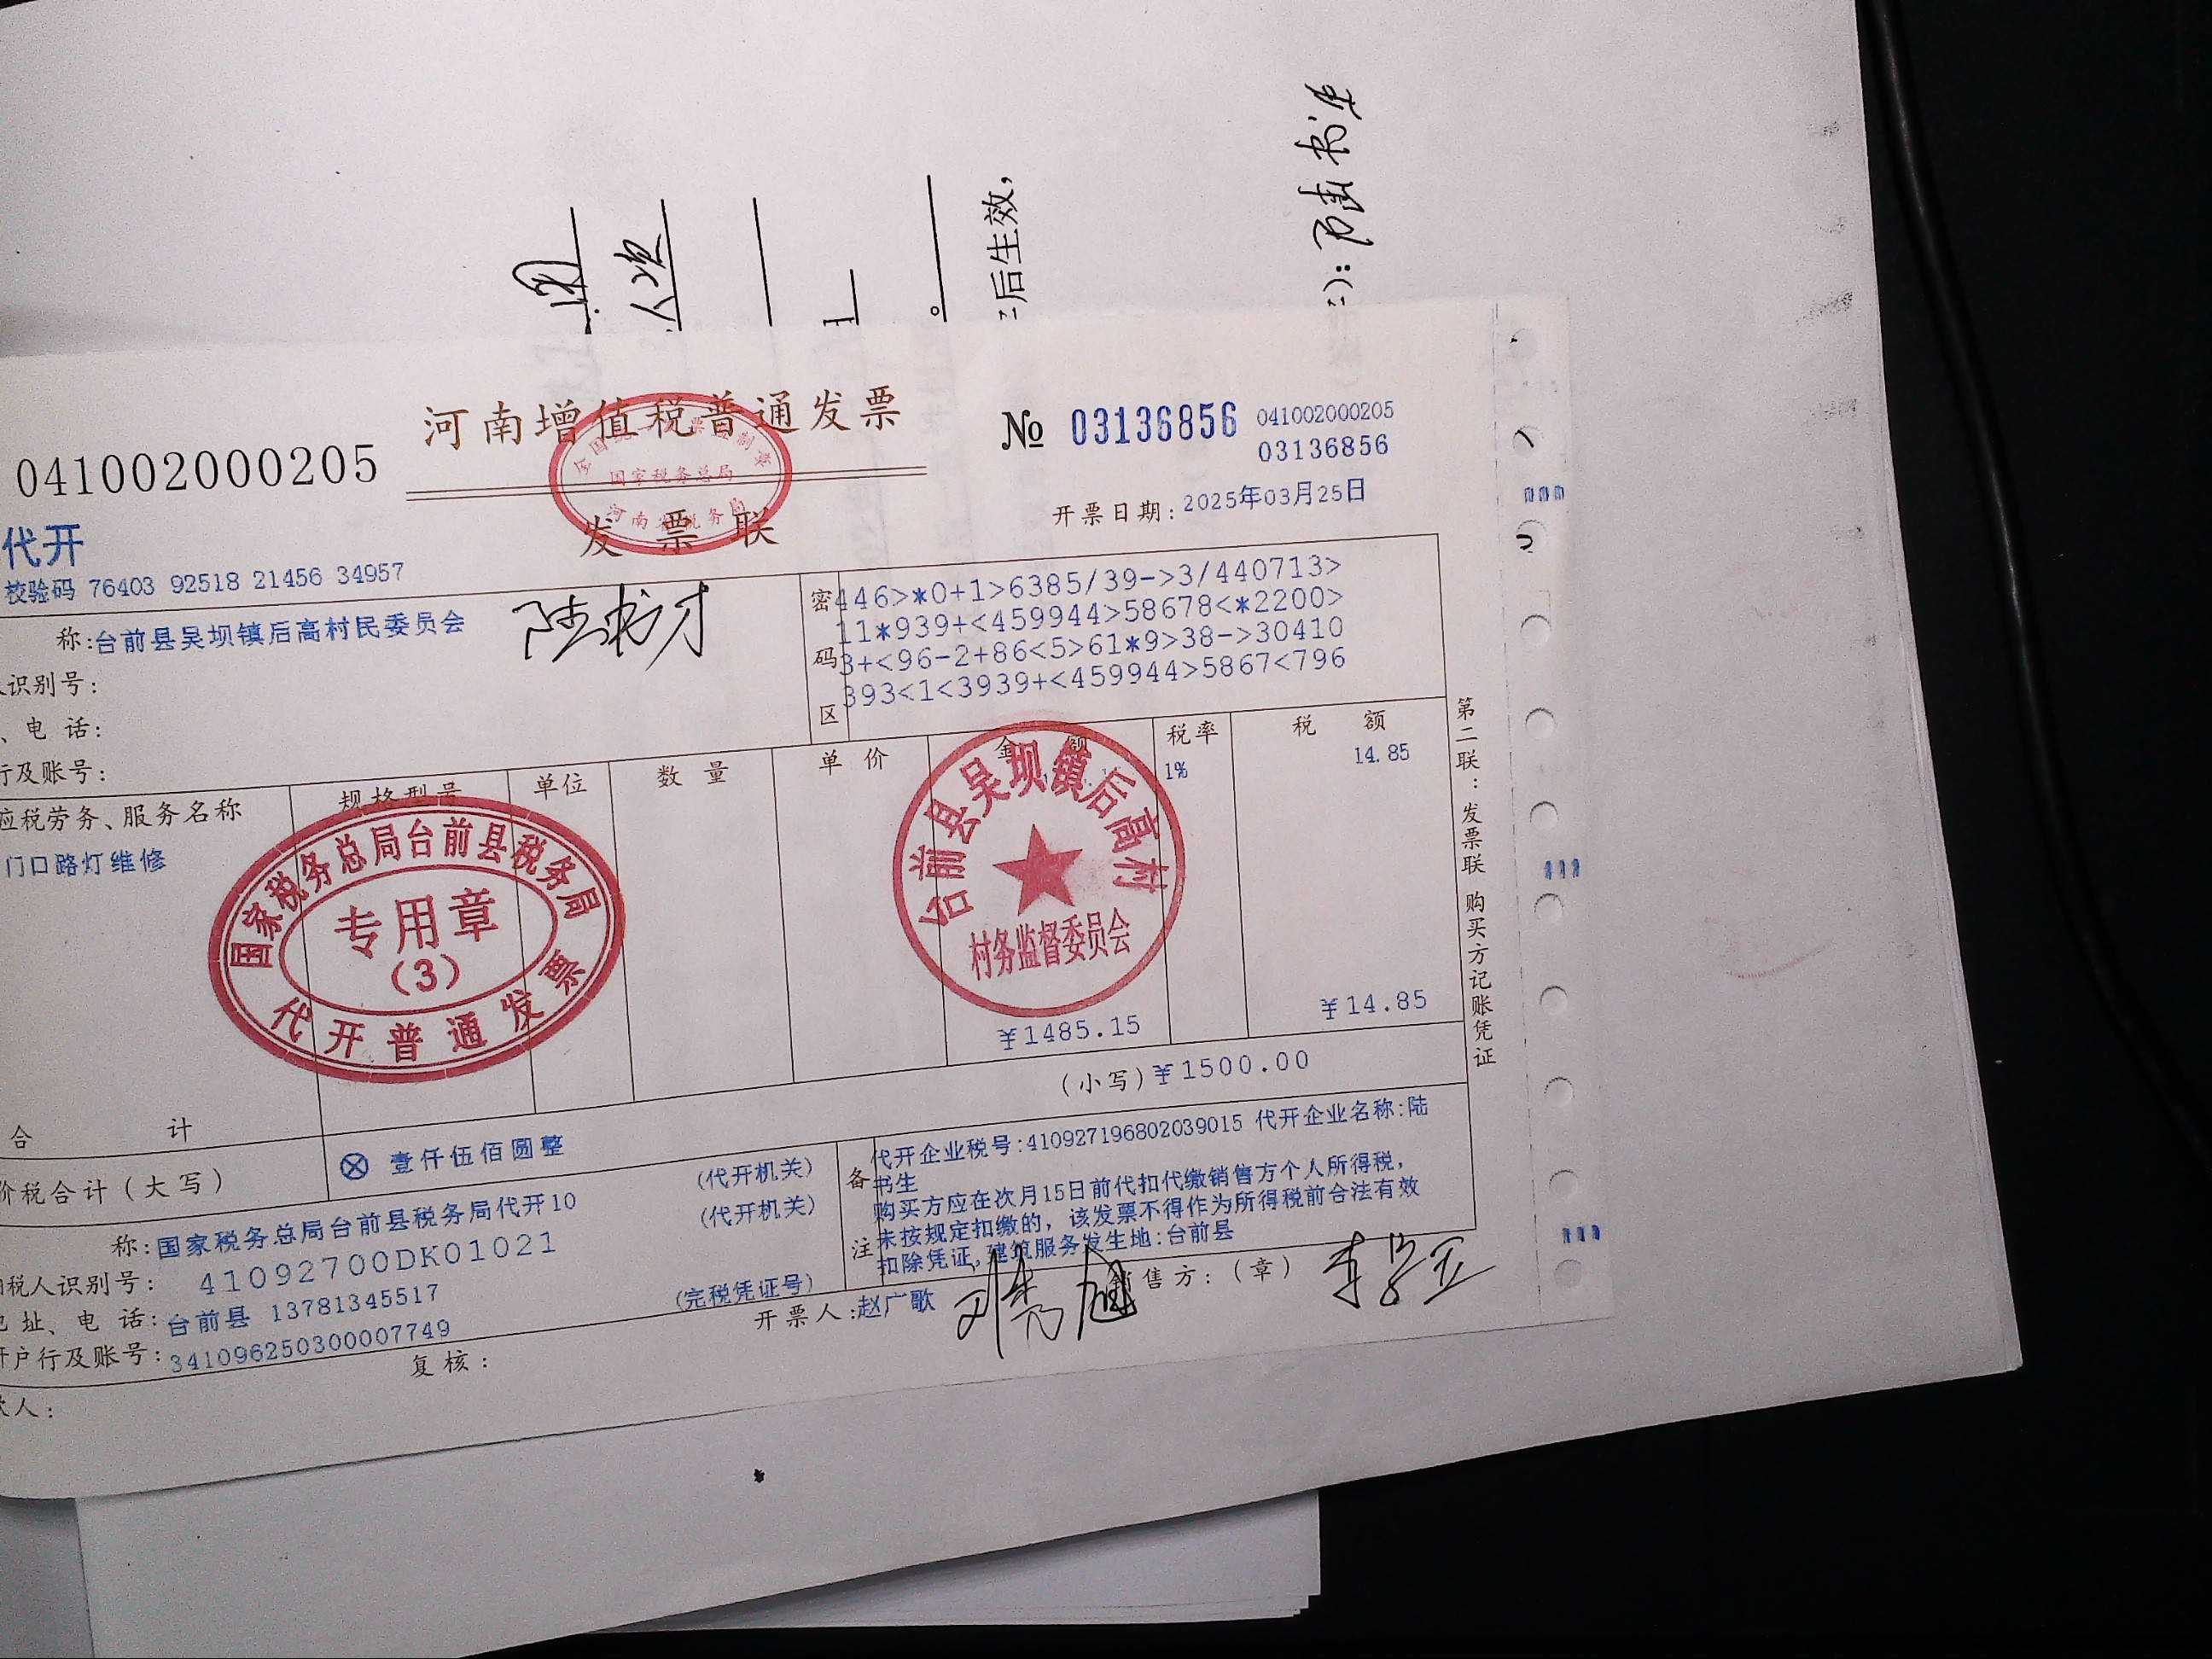 后生效,
): 陆书生
河南增值税普通发票
发票联
国家税务总局
041002000205
№ 03136856
041002000205
03136856
开票日期: 2025年03月25日
代开
校验码 76403 92518 21456 34957
称: 台前县吴坝镇后高村民委员会
陆书才
识别号:
、电 话:
行及账号:
密码区
446>*0+1>6385/39->3/440713>
11*939+<459944>58678<*2200>
3+<96-2+86<5>61*9>38->30410
393<1<3939+<459944>5867<796
应税劳务、服务名称 规格型号 单位 数量 单价 金额 税率 税额
门口路灯维修 1% 14.85
国家税务总局台前县税务局
专用章
(3)
代开普通发票
台前县吴坝镇后高村
村务监督委员会
合计 ¥1485.15 ¥14.85
价税合计(大写) ⊗ 壹仟伍佰圆整 (小写) ¥1500.00
称: 国家税务总局台前县税务局代开10 (代开机关)
纳税人识别号: 41092700DK01021 (代开机关)
地址、电 话: 台前县 13781345517
开户行及账号: 341096250300007749 (完税凭证号)
备注
代开企业税号:410927196802039015 代开企业名称:陆
书生
购买方应在次月15日前代扣代缴销售方个人所得税,
未按规定扣缴的, 该发票不得作为所得税前合法有效
扣除凭证,建筑服务发生地:台前县
款人: 复核: 开票人:赵广歌 销售方:(章)
第二联:发票联 购买方记账凭证